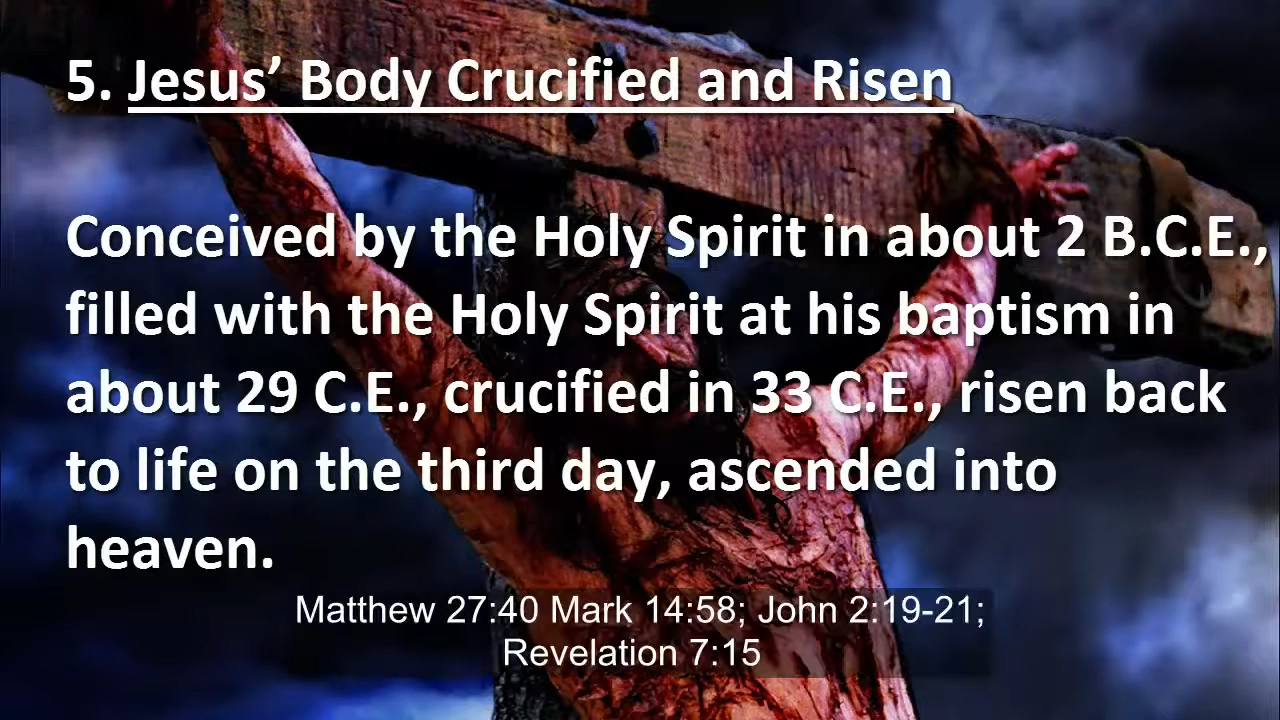 5. Jesus’ Body Crucified and Risen
Conceived by the Holy Spirit in about 2 B.C.E.,
filled with the Holy Spirit at his baptism in
about 29 C.E., crucified in 33 C.E., risen back
to life on the third day, ascended into
heaven.
Matthew 27:40 Mark 14:58; John 2:19-21;
Revelation 7:15